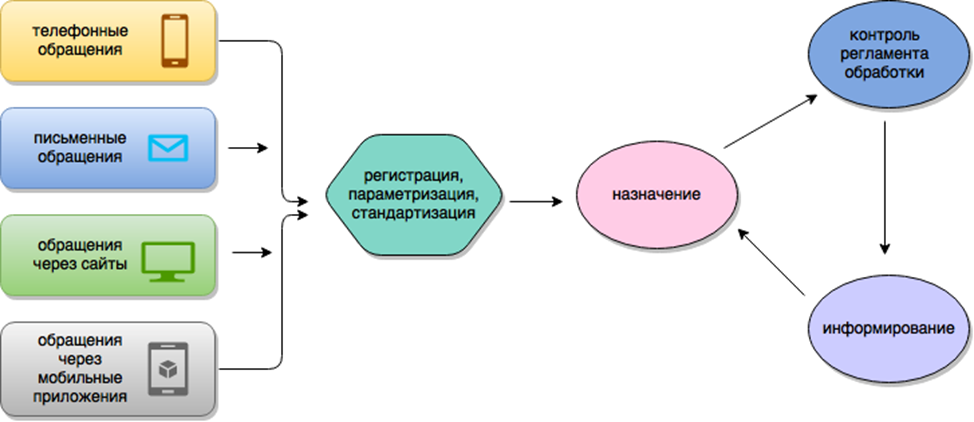 телефонные
обращения
письменные
обращения
обращения
через сайты
обращения
через
мобильные
приложения
регистрация,
параметризация,
стандартизация
назначение
контроль
регламента
обработки
информирование